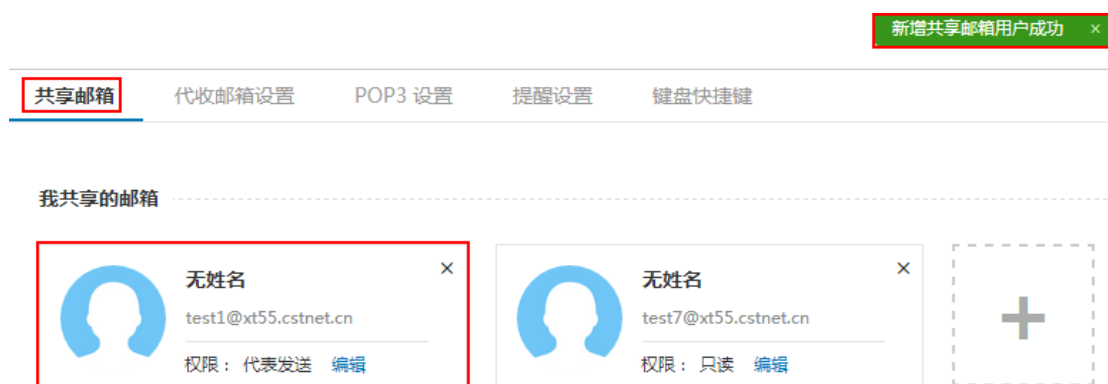 新增共享邮箱用户成功 ×
共享邮箱 代收邮箱设置 POP3 设置 提醒设置 键盘快捷键
我共享的邮箱
无姓名 ×
test1@xt55.cstnet.cn
权限： 代表发送 编辑
无姓名 ×
test7@xt55.cstnet.cn
权限： 只读 编辑
+